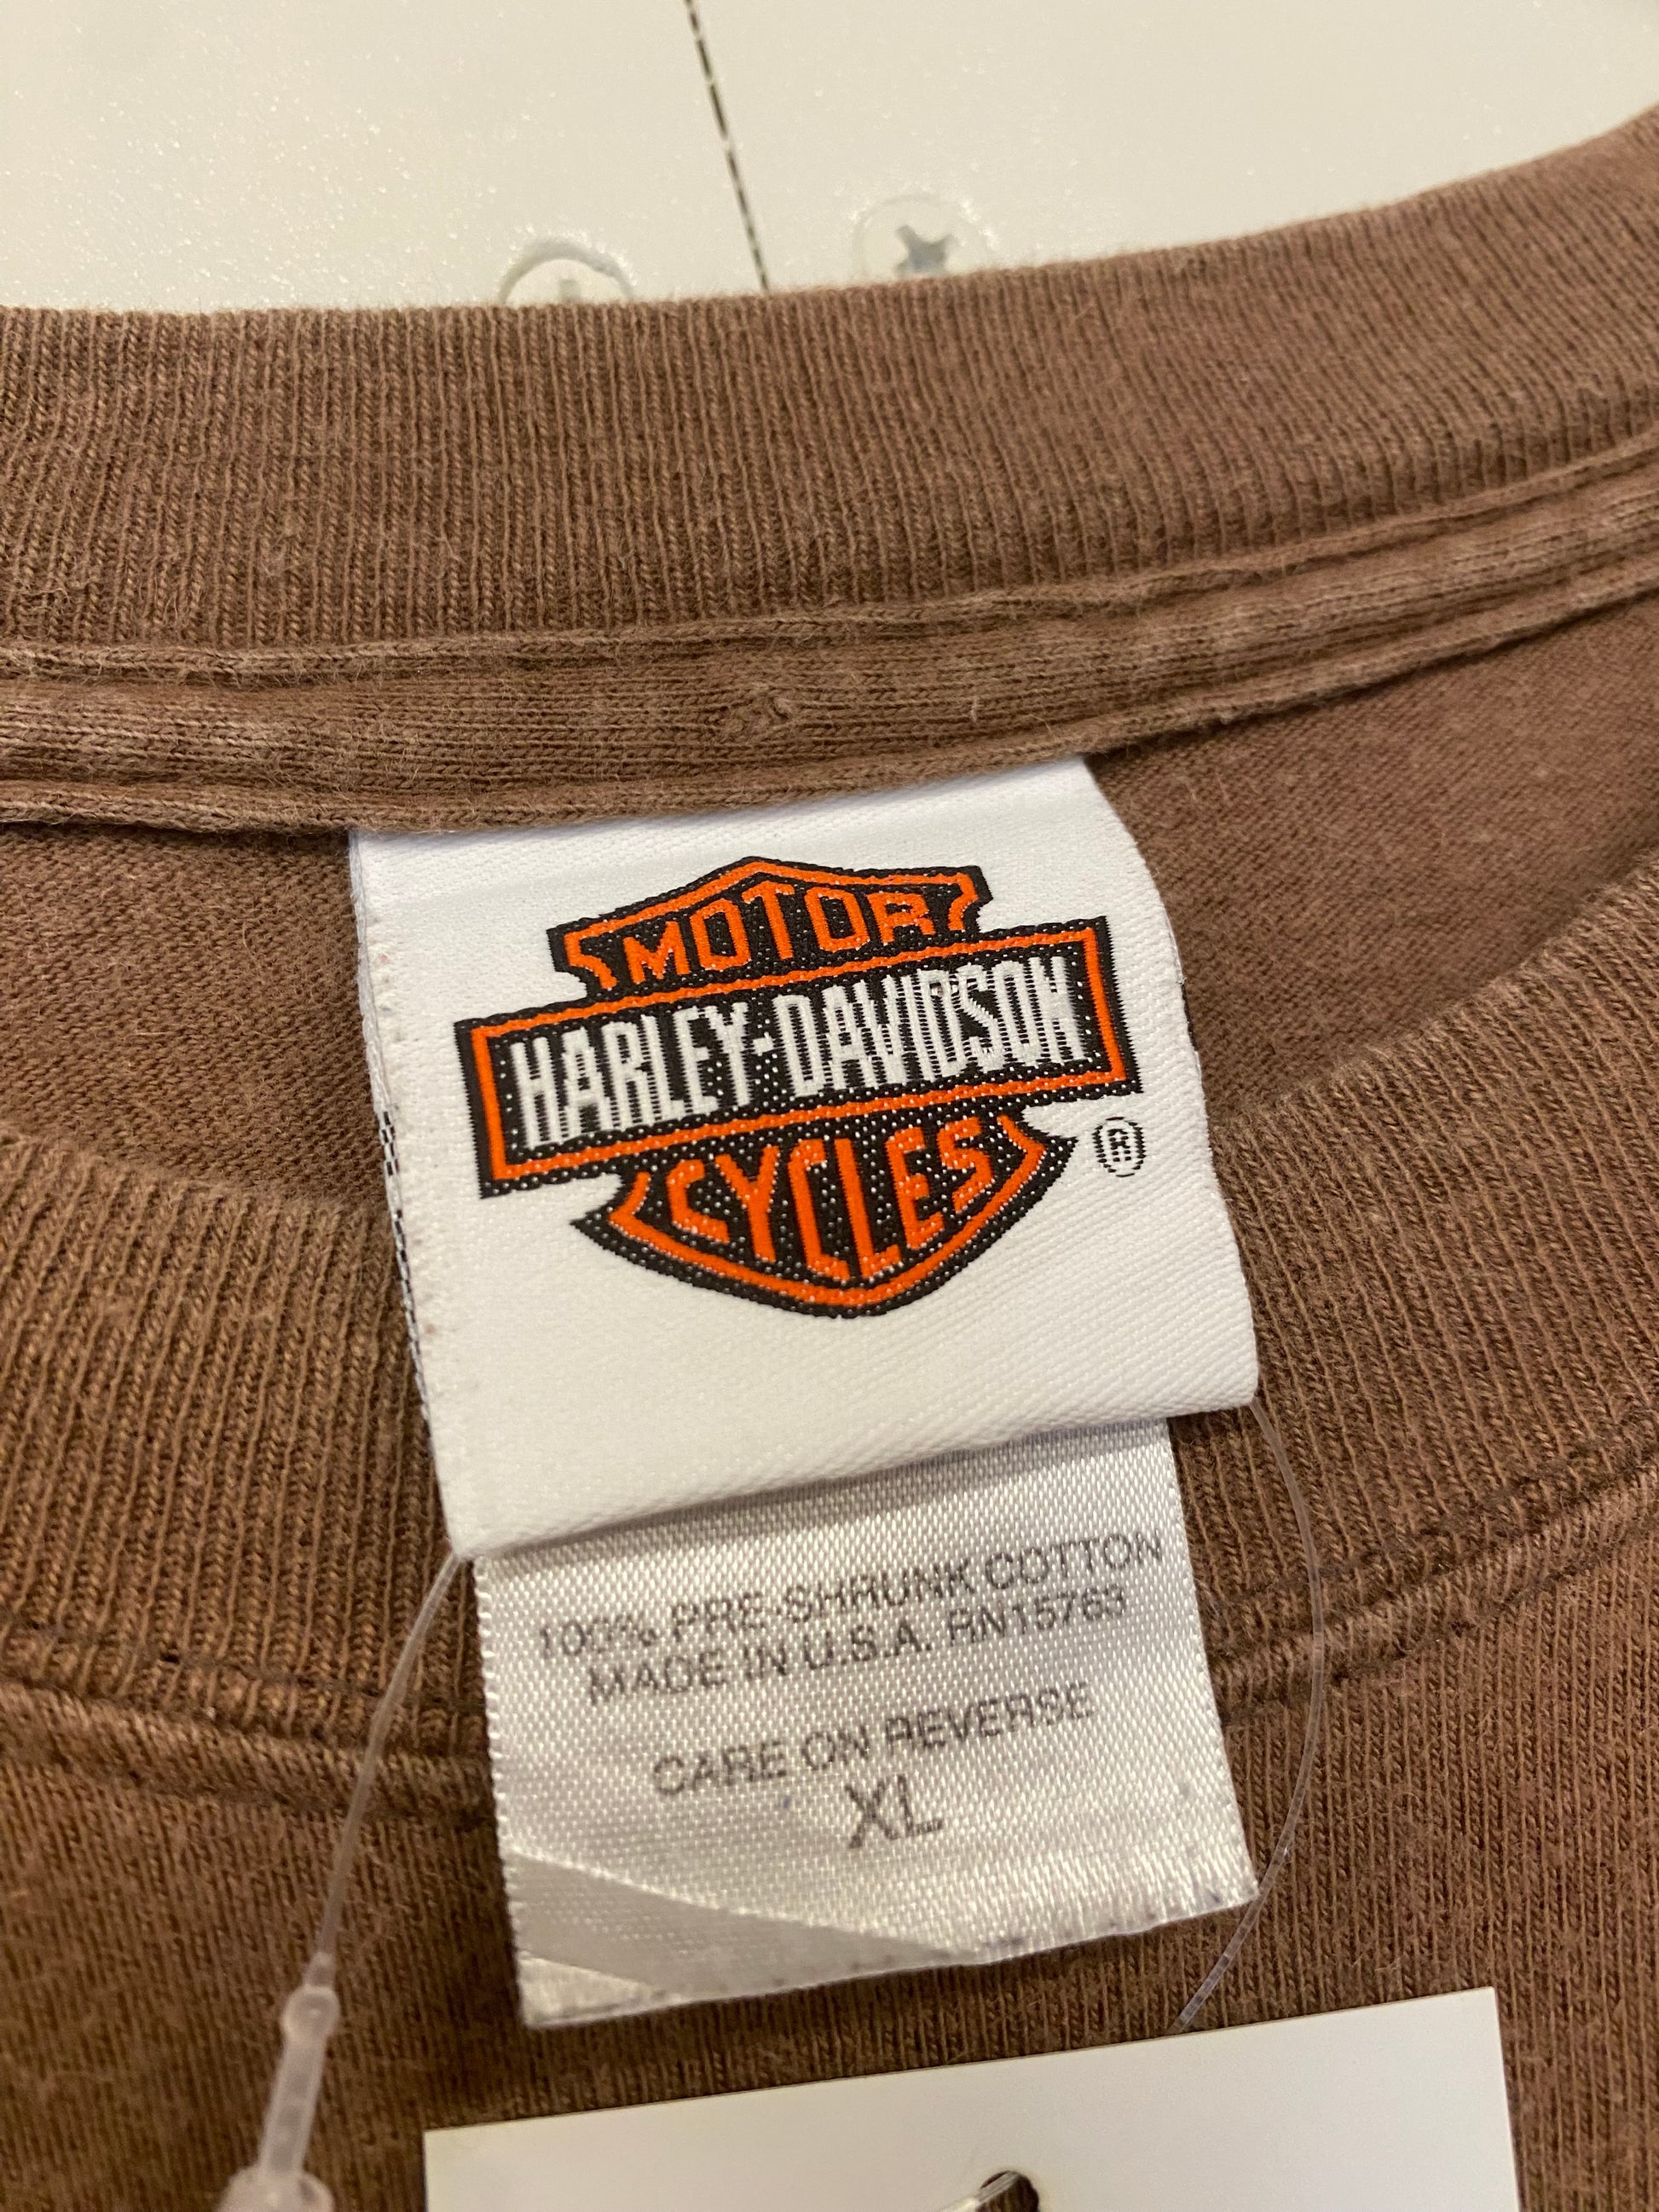 MOTOR
HARLEY-DAVIDSON
CYCLES
®
100% PRE-SHRUNK COTTON
MADE IN U.S.A. RN15763
CARE ON REVERSE
XL